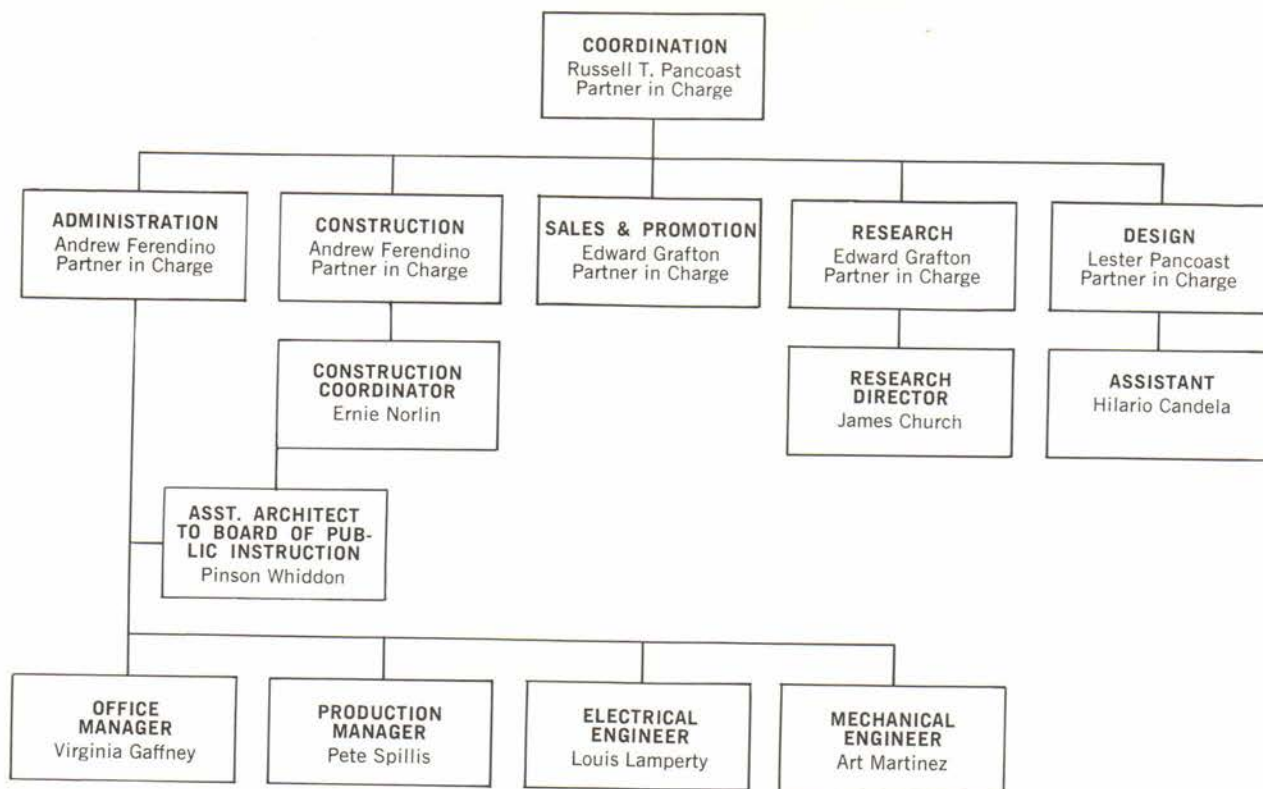 COORDINATION
Russell T. Pancoast
Partner in Charge
ADMINISTRATION
Andrew Ferendino
Partner in Charge
CONSTRUCTION
Andrew Ferendino
Partner in Charge
SALES & PROMOTION
Edward Grafton
Partner in Charge
RESEARCH
Edward Grafton
Partner in Charge
DESIGN
Lester Pancoast
Partner in Charge
CONSTRUCTION
COORDINATOR
Ernie Norlin
RESEARCH
DIRECTOR
James Church
ASSISTANT
Hilario Candela
ASST. ARCHITECT
TO BOARD OF PUB-
LIC INSTRUCTION
Pinson Whiddon
OFFICE
MANAGER
Virginia Gaffney
PRODUCTION
MANAGER
Pete Spillis
ELECTRICAL
ENGINEER
Louis Lamperty
MECHANICAL
ENGINEER
Art Martinez